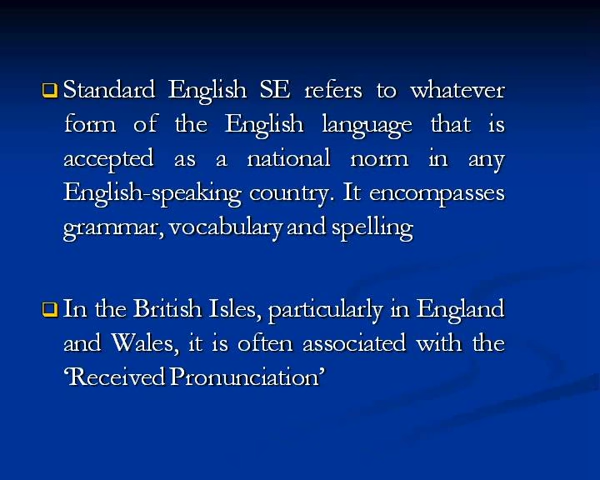 Standard English SE refers to whatever
form of the English language that is
accepted as a national norm in any
English-speaking country. It encompasses
grammar, vocabulary and spelling
In the British Isles, particularly in England
and Wales, it is often associated with the
‘Received Pronunciation’